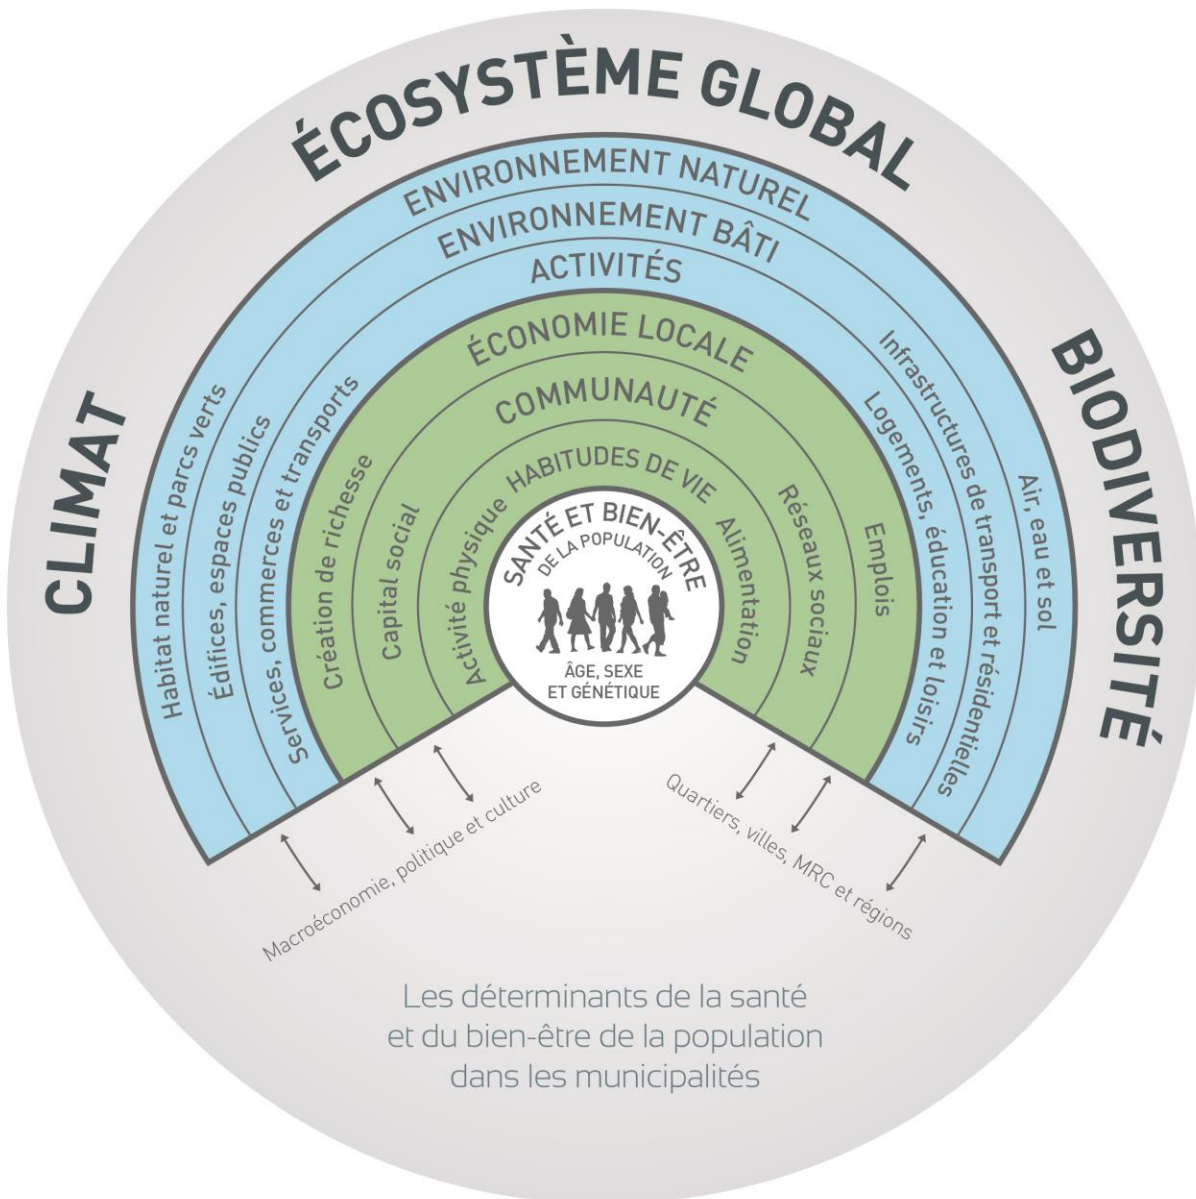 ÉCOSYSTÈME GLOBAL
CLIMAT
BIODIVERSITÉ
ENVIRONNEMENT NATUREL
Habitat naturel et parcs verts
Air, eau et sol
ENVIRONNEMENT BÂTI
Édifices, espaces publics
Infrastructures de transport et résidentielles
ACTIVITÉS
Services, commerces et transports
Logements, éducation et loisirs
ÉCONOMIE LOCALE
Création de richesse
Emplois
COMMUNAUTÉ
Capital social
Réseaux sociaux
HABITUDES DE VIE
Activité physique
Alimentation
SANTÉ ET BIEN-ÊTRE
DE LA POPULATION
ÂGE, SEXE
ET GÉNÉTIQUE
Macroéconomie, politique et culture
Quartiers, villes, MRC et régions
Les déterminants de la santé
et du bien-être de la population
dans les municipalités